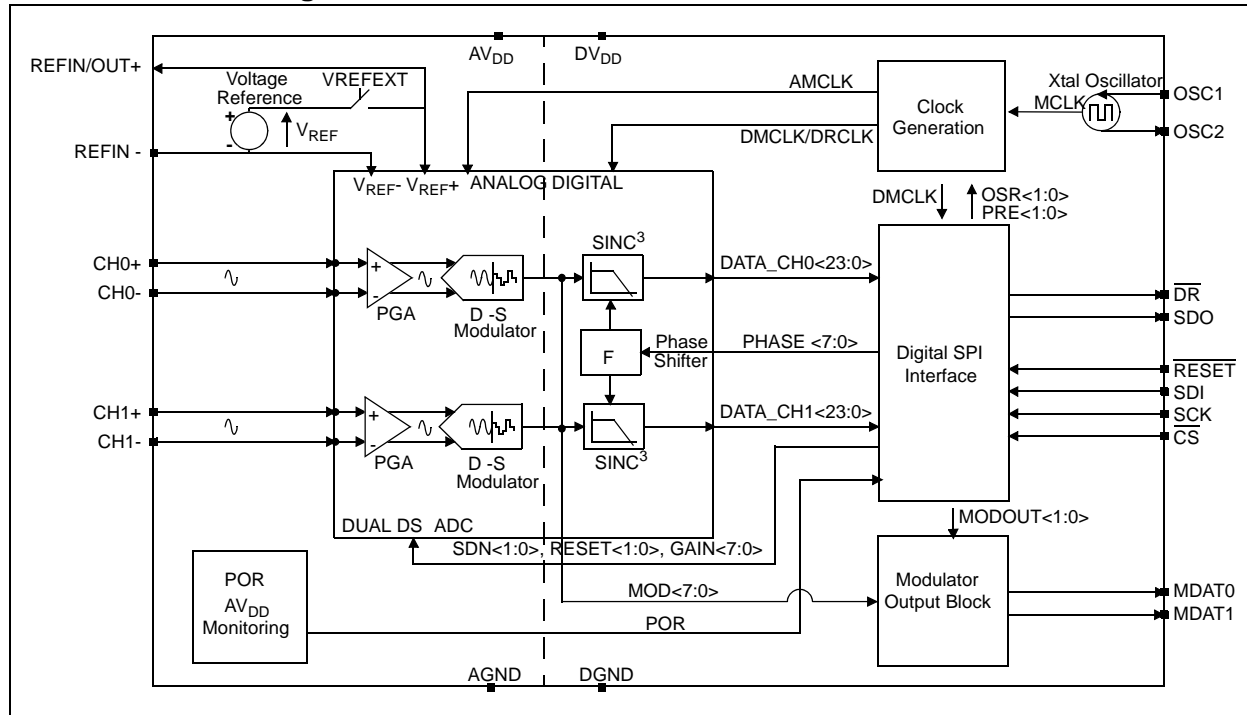 AVDD
DVDD
REFIN/OUT+
Voltage
Reference
VREFEXT
+
-
VREF
REFIN -
AMCLK
DMCLK/DRCLK
Clock
Generation
Xtal Oscillator
MCLK
OSC1
OSC2
VREF- VREF+ ANALOG DIGITAL
DMCLK
OSR<1:0>
PRE<1:0>
CH0+
CH0-
+
-
PGA
D -S
Modulator
SINC3
DATA_CH0<23:0>
F
Phase
Shifter
PHASE <7:0>
Digital SPI
Interface
DR
SDO
RESET
SDI
SCK
CS
CH1+
CH1-
+
-
PGA
D -S
Modulator
SINC3
DATA_CH1<23:0>
DUAL DS ADC
SDN<1:0>, RESET<1:0>, GAIN<7:0>
MODOUT<1:0>
POR
AVDD
Monitoring
MOD<7:0>
POR
Modulator
Output Block
MDAT0
MDAT1
AGND
DGND